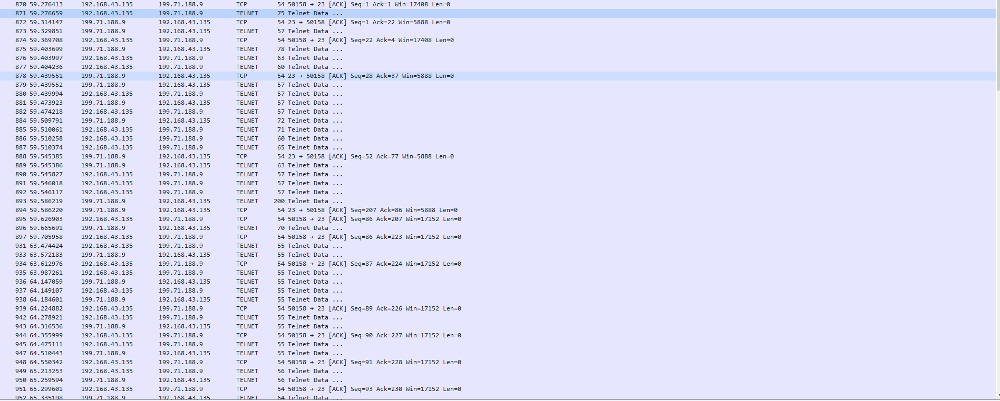 870 59.276413 192.168.43.135 199.71.188.9 TCP 54 50158 → 23 [ACK] Seq=1 Ack=1 Win=17408 Len=0
871 59.276659 192.168.43.135 199.71.188.9 TELNET 75 Telnet Data ...
872 59.314147 199.71.188.9 192.168.43.135 TCP 54 23 → 50158 [ACK] Seq=1 Ack=22 Win=5888 Len=0
873 59.329851 199.71.188.9 192.168.43.135 TELNET 57 Telnet Data ...
874 59.369708 192.168.43.135 199.71.188.9 TCP 54 50158 → 23 [ACK] Seq=22 Ack=4 Win=17408 Len=0
875 59.403699 199.71.188.9 192.168.43.135 TELNET 78 Telnet Data ...
876 59.403997 192.168.43.135 199.71.188.9 TELNET 63 Telnet Data ...
877 59.404236 192.168.43.135 199.71.188.9 TELNET 60 Telnet Data ...
878 59.439551 199.71.188.9 192.168.43.135 TCP 54 23 → 50158 [ACK] Seq=28 Ack=37 Win=5888 Len=0
879 59.439552 199.71.188.9 192.168.43.135 TELNET 57 Telnet Data ...
880 59.439994 192.168.43.135 199.71.188.9 TELNET 57 Telnet Data ...
881 59.473923 199.71.188.9 192.168.43.135 TELNET 57 Telnet Data ...
882 59.474218 192.168.43.135 199.71.188.9 TELNET 57 Telnet Data ...
884 59.509791 199.71.188.9 192.168.43.135 TELNET 72 Telnet Data ...
885 59.510061 192.168.43.135 199.71.188.9 TELNET 71 Telnet Data ...
886 59.510258 192.168.43.135 199.71.188.9 TELNET 60 Telnet Data ...
887 59.510374 192.168.43.135 199.71.188.9 TELNET 65 Telnet Data ...
888 59.545385 199.71.188.9 192.168.43.135 TCP 54 23 → 50158 [ACK] Seq=52 Ack=77 Win=5888 Len=0
889 59.545386 199.71.188.9 192.168.43.135 TELNET 63 Telnet Data ...
890 59.545827 192.168.43.135 199.71.188.9 TELNET 57 Telnet Data ...
891 59.546018 192.168.43.135 199.71.188.9 TELNET 57 Telnet Data ...
892 59.546117 192.168.43.135 199.71.188.9 TELNET 57 Telnet Data ...
893 59.586219 199.71.188.9 192.168.43.135 TELNET 200 Telnet Data ...
894 59.586220 199.71.188.9 192.168.43.135 TCP 54 23 → 50158 [ACK] Seq=207 Ack=86 Win=5888 Len=0
895 59.626903 192.168.43.135 199.71.188.9 TCP 54 50158 → 23 [ACK] Seq=86 Ack=207 Win=17152 Len=0
896 59.665691 199.71.188.9 192.168.43.135 TELNET 70 Telnet Data ...
897 59.705958 192.168.43.135 199.71.188.9 TCP 54 50158 → 23 [ACK] Seq=86 Ack=223 Win=17152 Len=0
931 63.474424 192.168.43.135 199.71.188.9 TELNET 55 Telnet Data ...
933 63.572183 199.71.188.9 192.168.43.135 TELNET 55 Telnet Data ...
934 63.612976 192.168.43.135 199.71.188.9 TCP 54 50158 → 23 [ACK] Seq=87 Ack=224 Win=17152 Len=0
935 63.987261 192.168.43.135 199.71.188.9 TELNET 55 Telnet Data ...
936 64.147059 199.71.188.9 192.168.43.135 TELNET 55 Telnet Data ...
937 64.149107 192.168.43.135 199.71.188.9 TELNET 55 Telnet Data ...
938 64.184601 199.71.188.9 192.168.43.135 TELNET 55 Telnet Data ...
939 64.224882 192.168.43.135 199.71.188.9 TCP 54 50158 → 23 [ACK] Seq=89 Ack=226 Win=17152 Len=0
942 64.278921 192.168.43.135 199.71.188.9 TELNET 55 Telnet Data ...
943 64.316536 199.71.188.9 192.168.43.135 TELNET 55 Telnet Data ...
944 64.355999 192.168.43.135 199.71.188.9 TCP 54 50158 → 23 [ACK] Seq=90 Ack=227 Win=17152 Len=0
945 64.475111 192.168.43.135 199.71.188.9 TELNET 55 Telnet Data ...
947 64.510443 199.71.188.9 192.168.43.135 TELNET 55 Telnet Data ...
948 64.550342 192.168.43.135 199.71.188.9 TCP 54 50158 → 23 [ACK] Seq=91 Ack=228 Win=17152 Len=0
949 65.213253 192.168.43.135 199.71.188.9 TELNET 56 Telnet Data ...
950 65.259594 199.71.188.9 192.168.43.135 TELNET 56 Telnet Data ...
951 65.299601 192.168.43.135 199.71.188.9 TCP 54 50158 → 23 [ACK] Seq=93 Ack=230 Win=17152 Len=0
952 65.335198 199.71.188.9 192.168.43.135 TELNET 64 Telnet Data ...